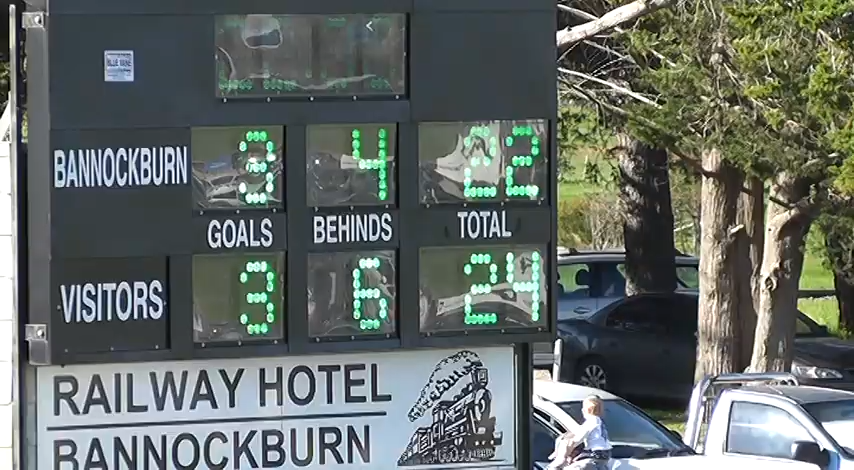 BANNOCKBURN 3 4 22
GOALS BEHINDS TOTAL
VISITORS 3 6 24
RAILWAY HOTEL
BANNOCKBURN